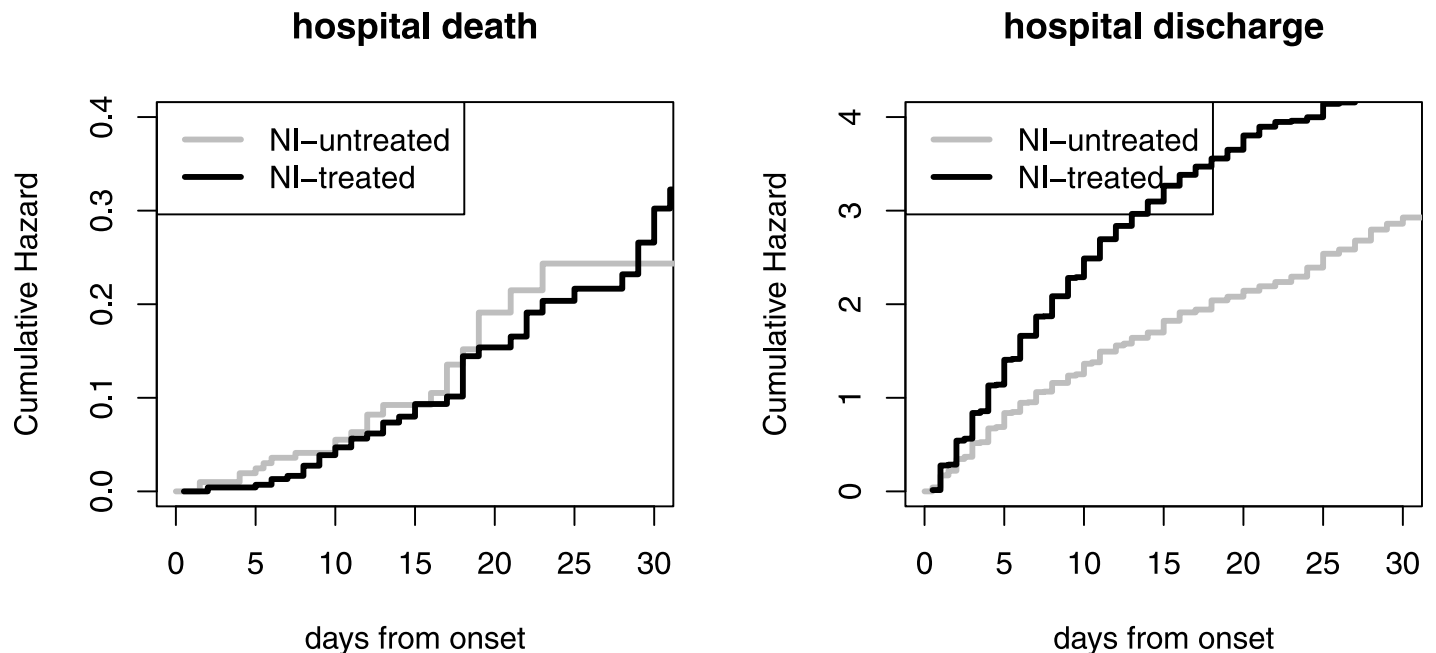 hospital death
Cumulative Hazard
0.4
0.3
0.2
0.1
0.0
NI−untreated
NI−treated
0 5 10 15 20 25 30
days from onset
hospital discharge
Cumulative Hazard
4
3
2
1
0
NI−untreated
NI−treated
0 5 10 15 20 25 30
days from onset